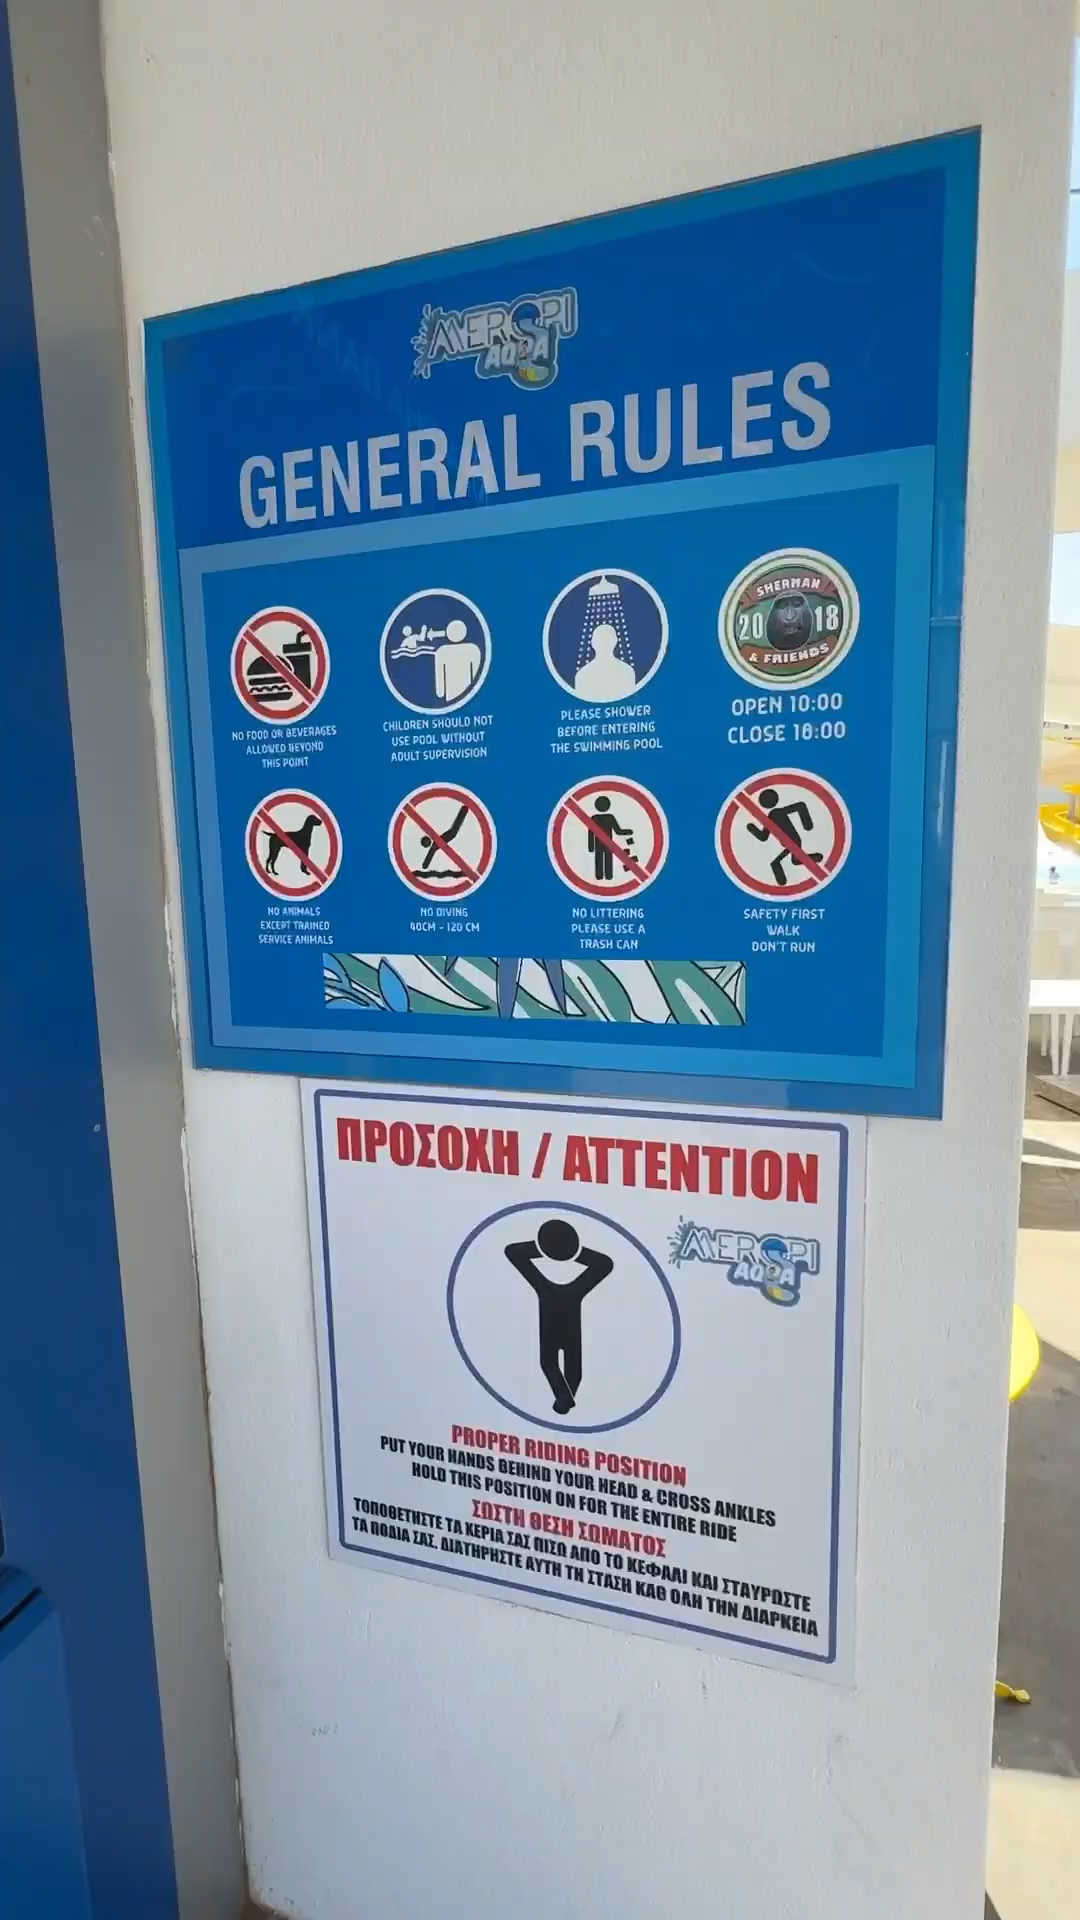 MEROPI
AQUA
GENERAL RULES
NO FOOD OR BEVERAGES
ALLOWED BEYOND
THIS POINT
CHILDREN SHOULD NOT
USE POOL WITHOUT
ADULT SUPERVISION
PLEASE SHOWER
BEFORE ENTERING
THE SWIMMING POOL
SHERMAN
20 18
& FRIENDS
OPEN 10:00
CLOSE 18:00
NO ANIMALS
EXCEPT TRAINED
SERVICE ANIMALS
NO DIVING
40CM - 120 CM
NO LITTERING
PLEASE USE A
TRASH CAN
SAFETY FIRST
WALK
DON'T RUN
ΠΡΟΣΟΧΗ / ATTENTION
MEROPI
AQUA
PROPER RIDING POSITION
PUT YOUR HANDS BEHIND YOUR HEAD & CROSS ANKLES
HOLD THIS POSITION ON FOR THE ENTIRE RIDE
ΣΩΣΤΗ ΘΕΣΗ ΣΩΜΑΤΟΣ
ΤΟΠΟΘΕΤΗΣΤΕ ΤΑ ΚΕΡΙΑ ΣΑΣ ΠΙΣΩ ΑΠΟ ΤΟ ΚΕΦΑΛΙ ΚΑΙ ΣΤΑΥΡΩΣΤΕ
ΤΑ ΠΟΔΙΑ ΣΑΣ. ΔΙΑΤΗΡΗΣΤΕ ΑΥΤΗ ΤΗ ΣΤΑΣΗ ΚΑΘ ΟΛΗ ΤΗΝ ΔΙΑΡΚΕΙΑ